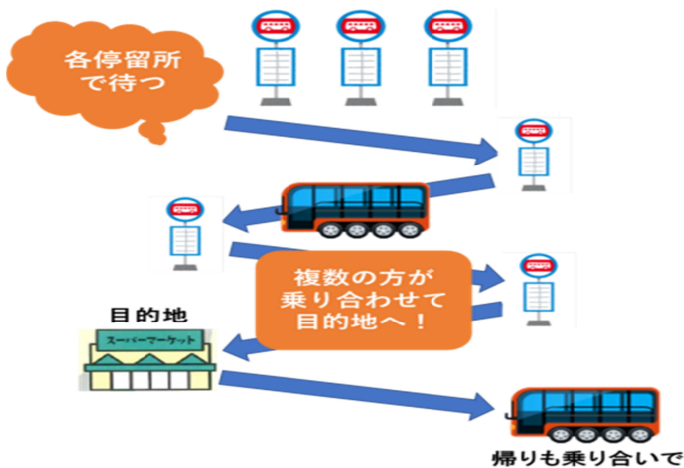 各停留所
で待つ
複数の方が
乗り合わせて
目的地へ！
目的地
スーパーマーケット
帰りも乗り合いで